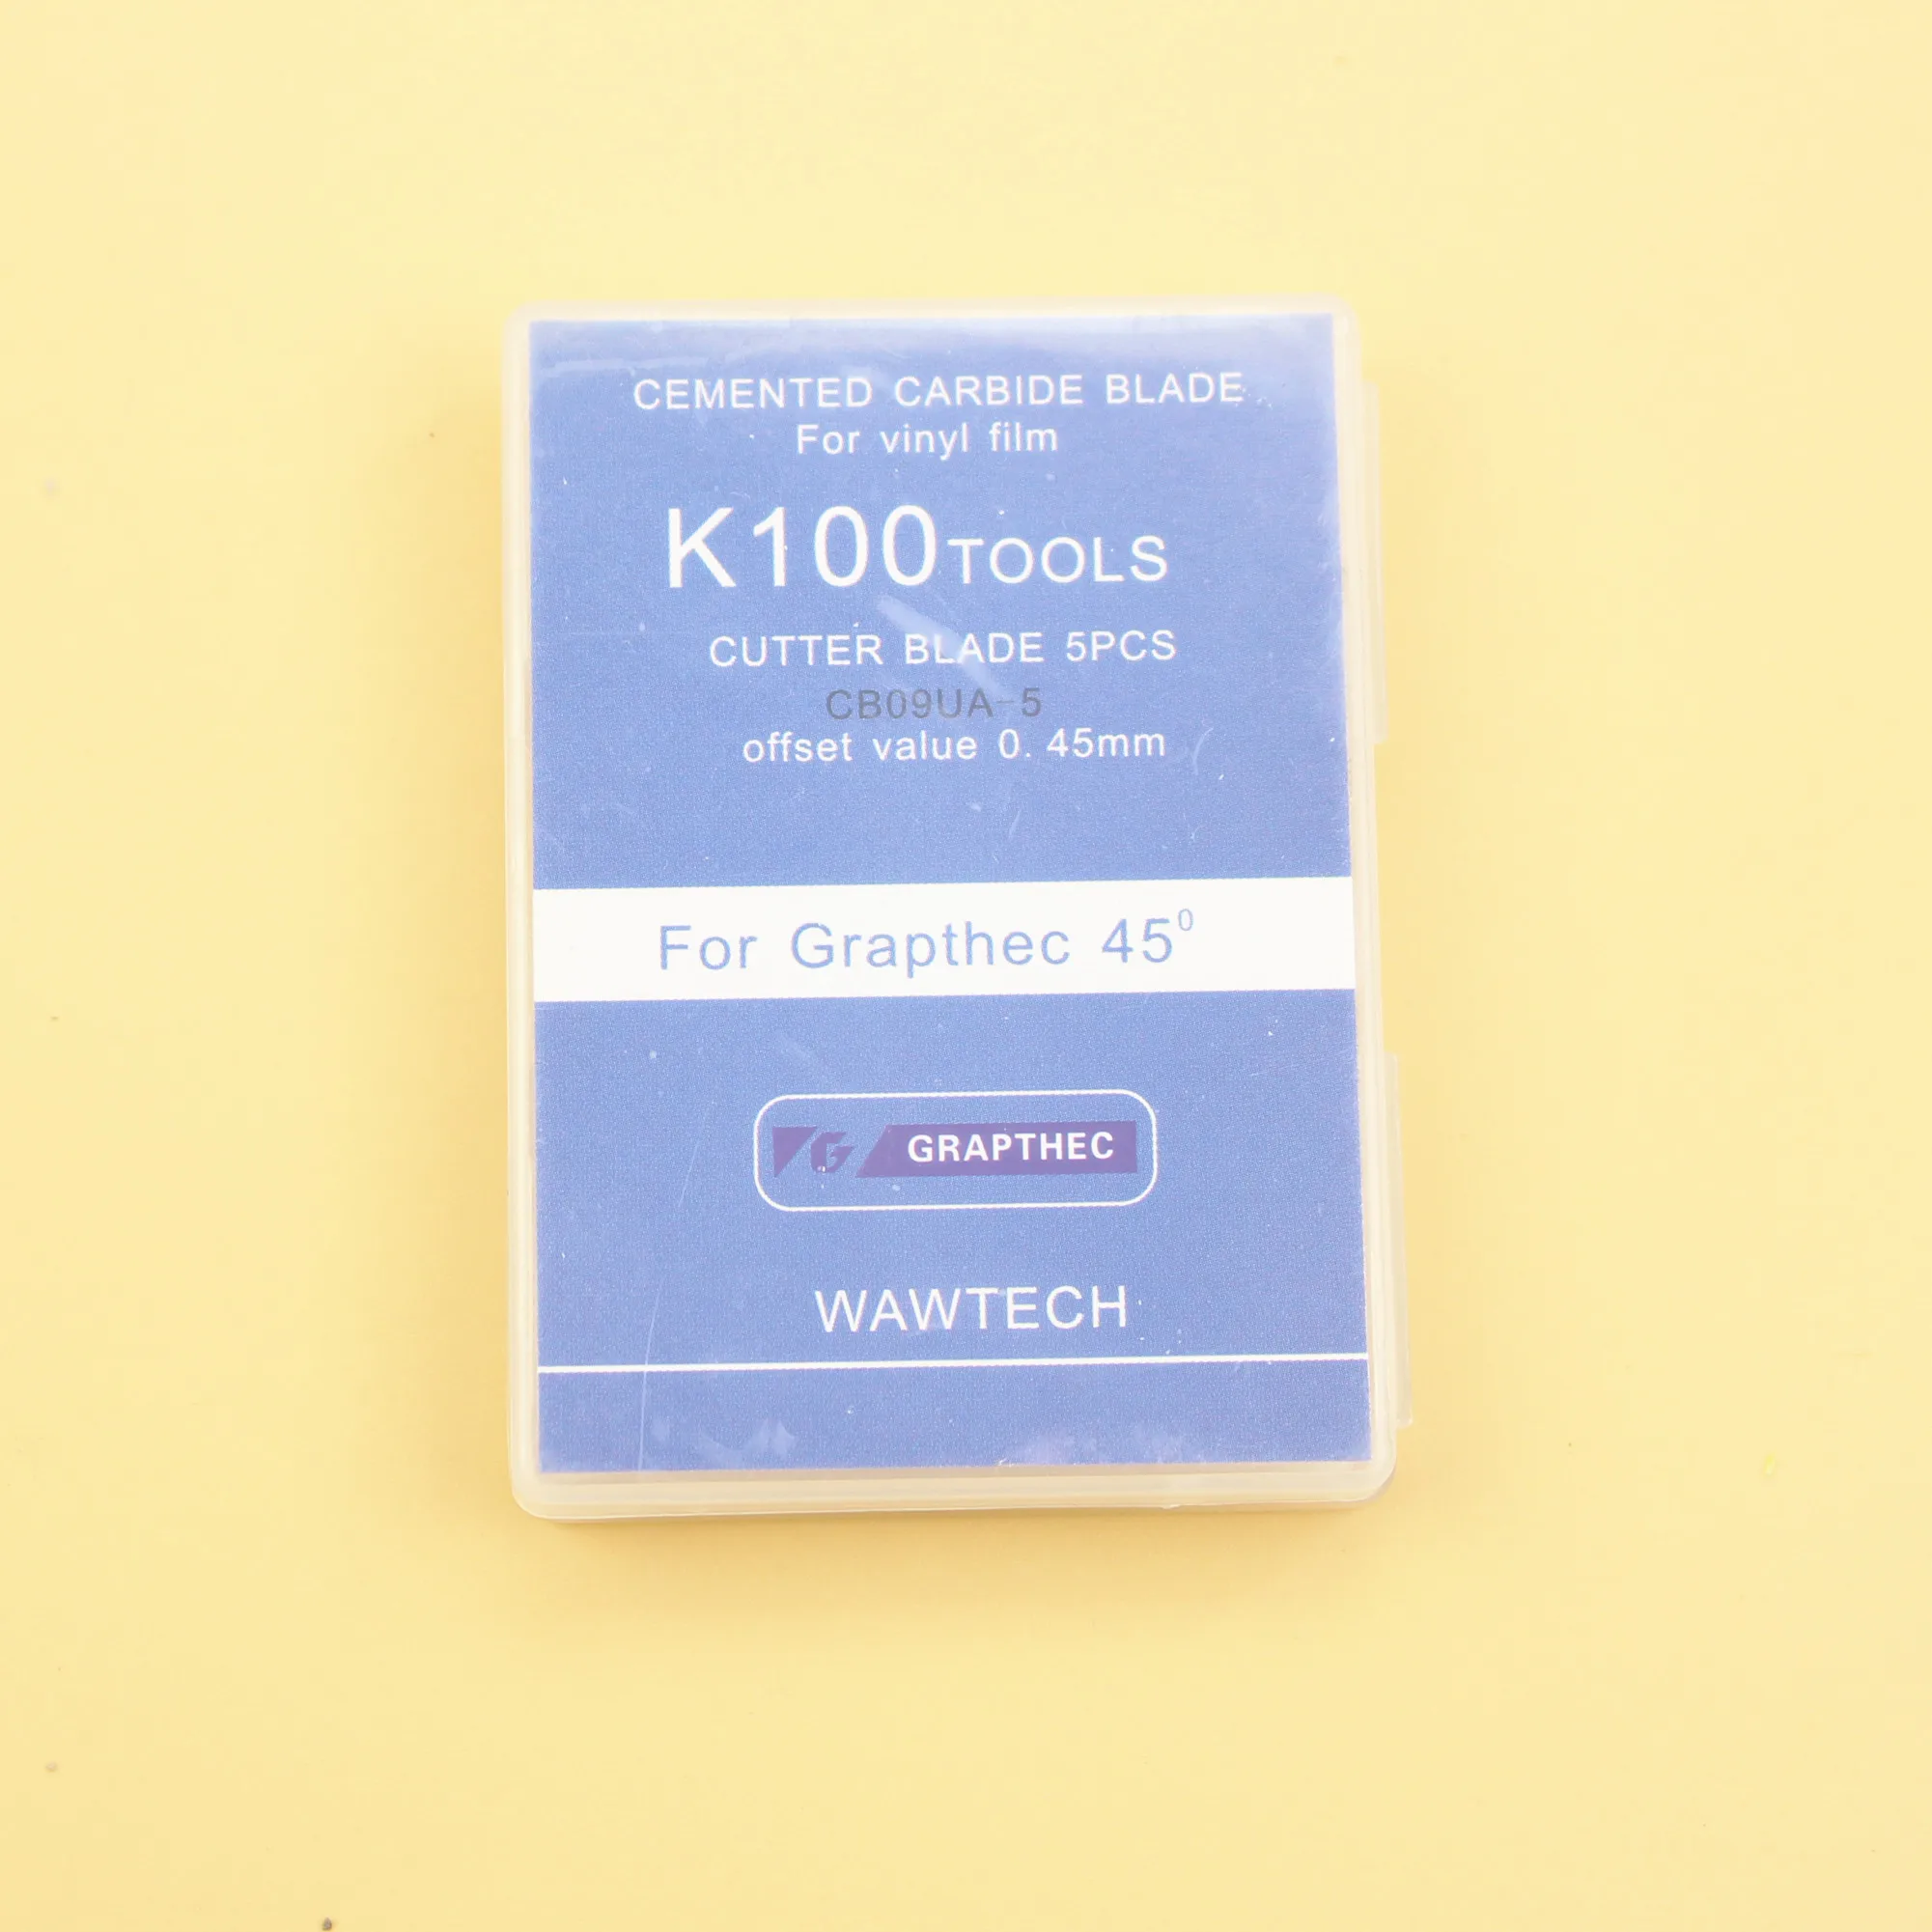 CEMENTED CARBIDE BLADE
For vinyl film
K100TOOLS
CUTTER BLADE 5PCS
CB09UA-5
offset value 0.45mm
For Grapthec 45⁰
G GRAPTHEC
WAWTECH